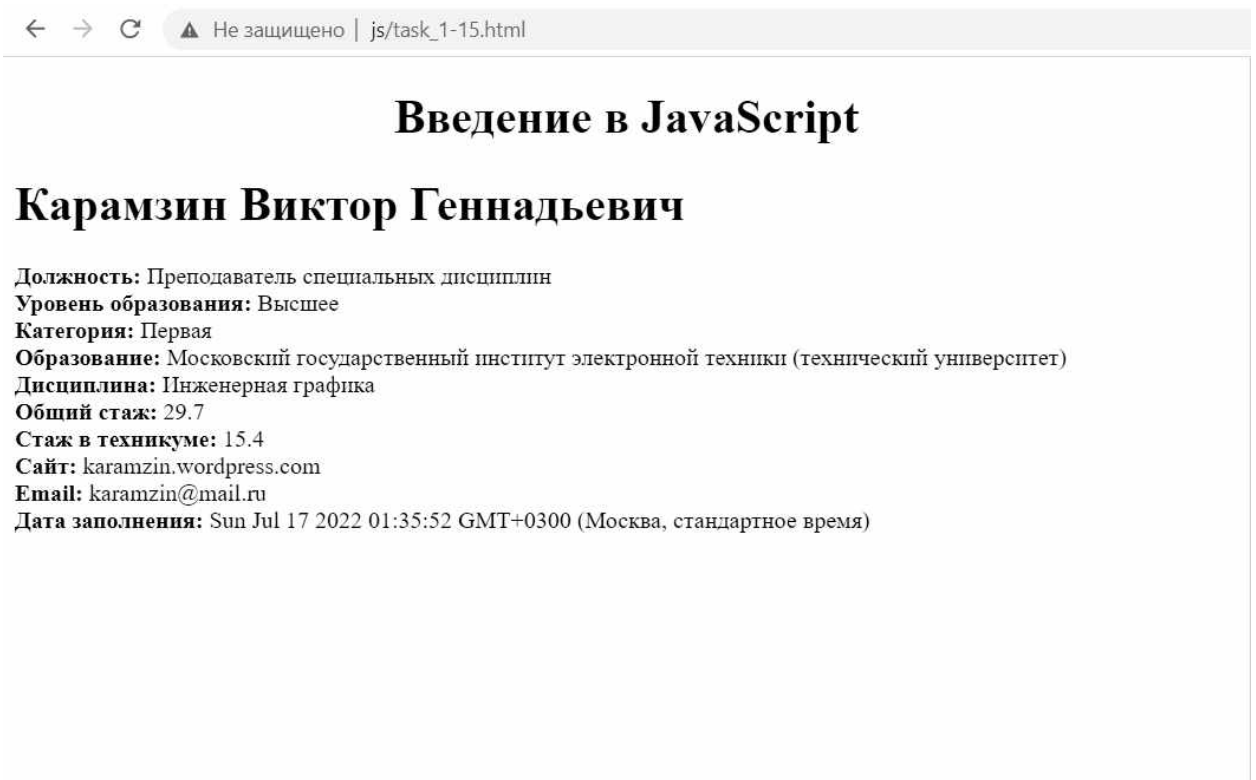 Не защищено | js/task_1-15.html
Введение в JavaScript
Карамзин Виктор Геннадьевич
Должность: Преподаватель специальных дисциплин
Уровень образования: Высшее
Категория: Первая
Образование: Московский государственный институт электронной техники (технический университет)
Дисциплина: Инженерная графика
Общий стаж: 29.7
Стаж в техникуме: 15.4
Сайт: karamzin.wordpress.com
Email: karamzin@mail.ru
Дата заполнения: Sun Jul 17 2022 01:35:52 GMT+0300 (Москва, стандартное время)